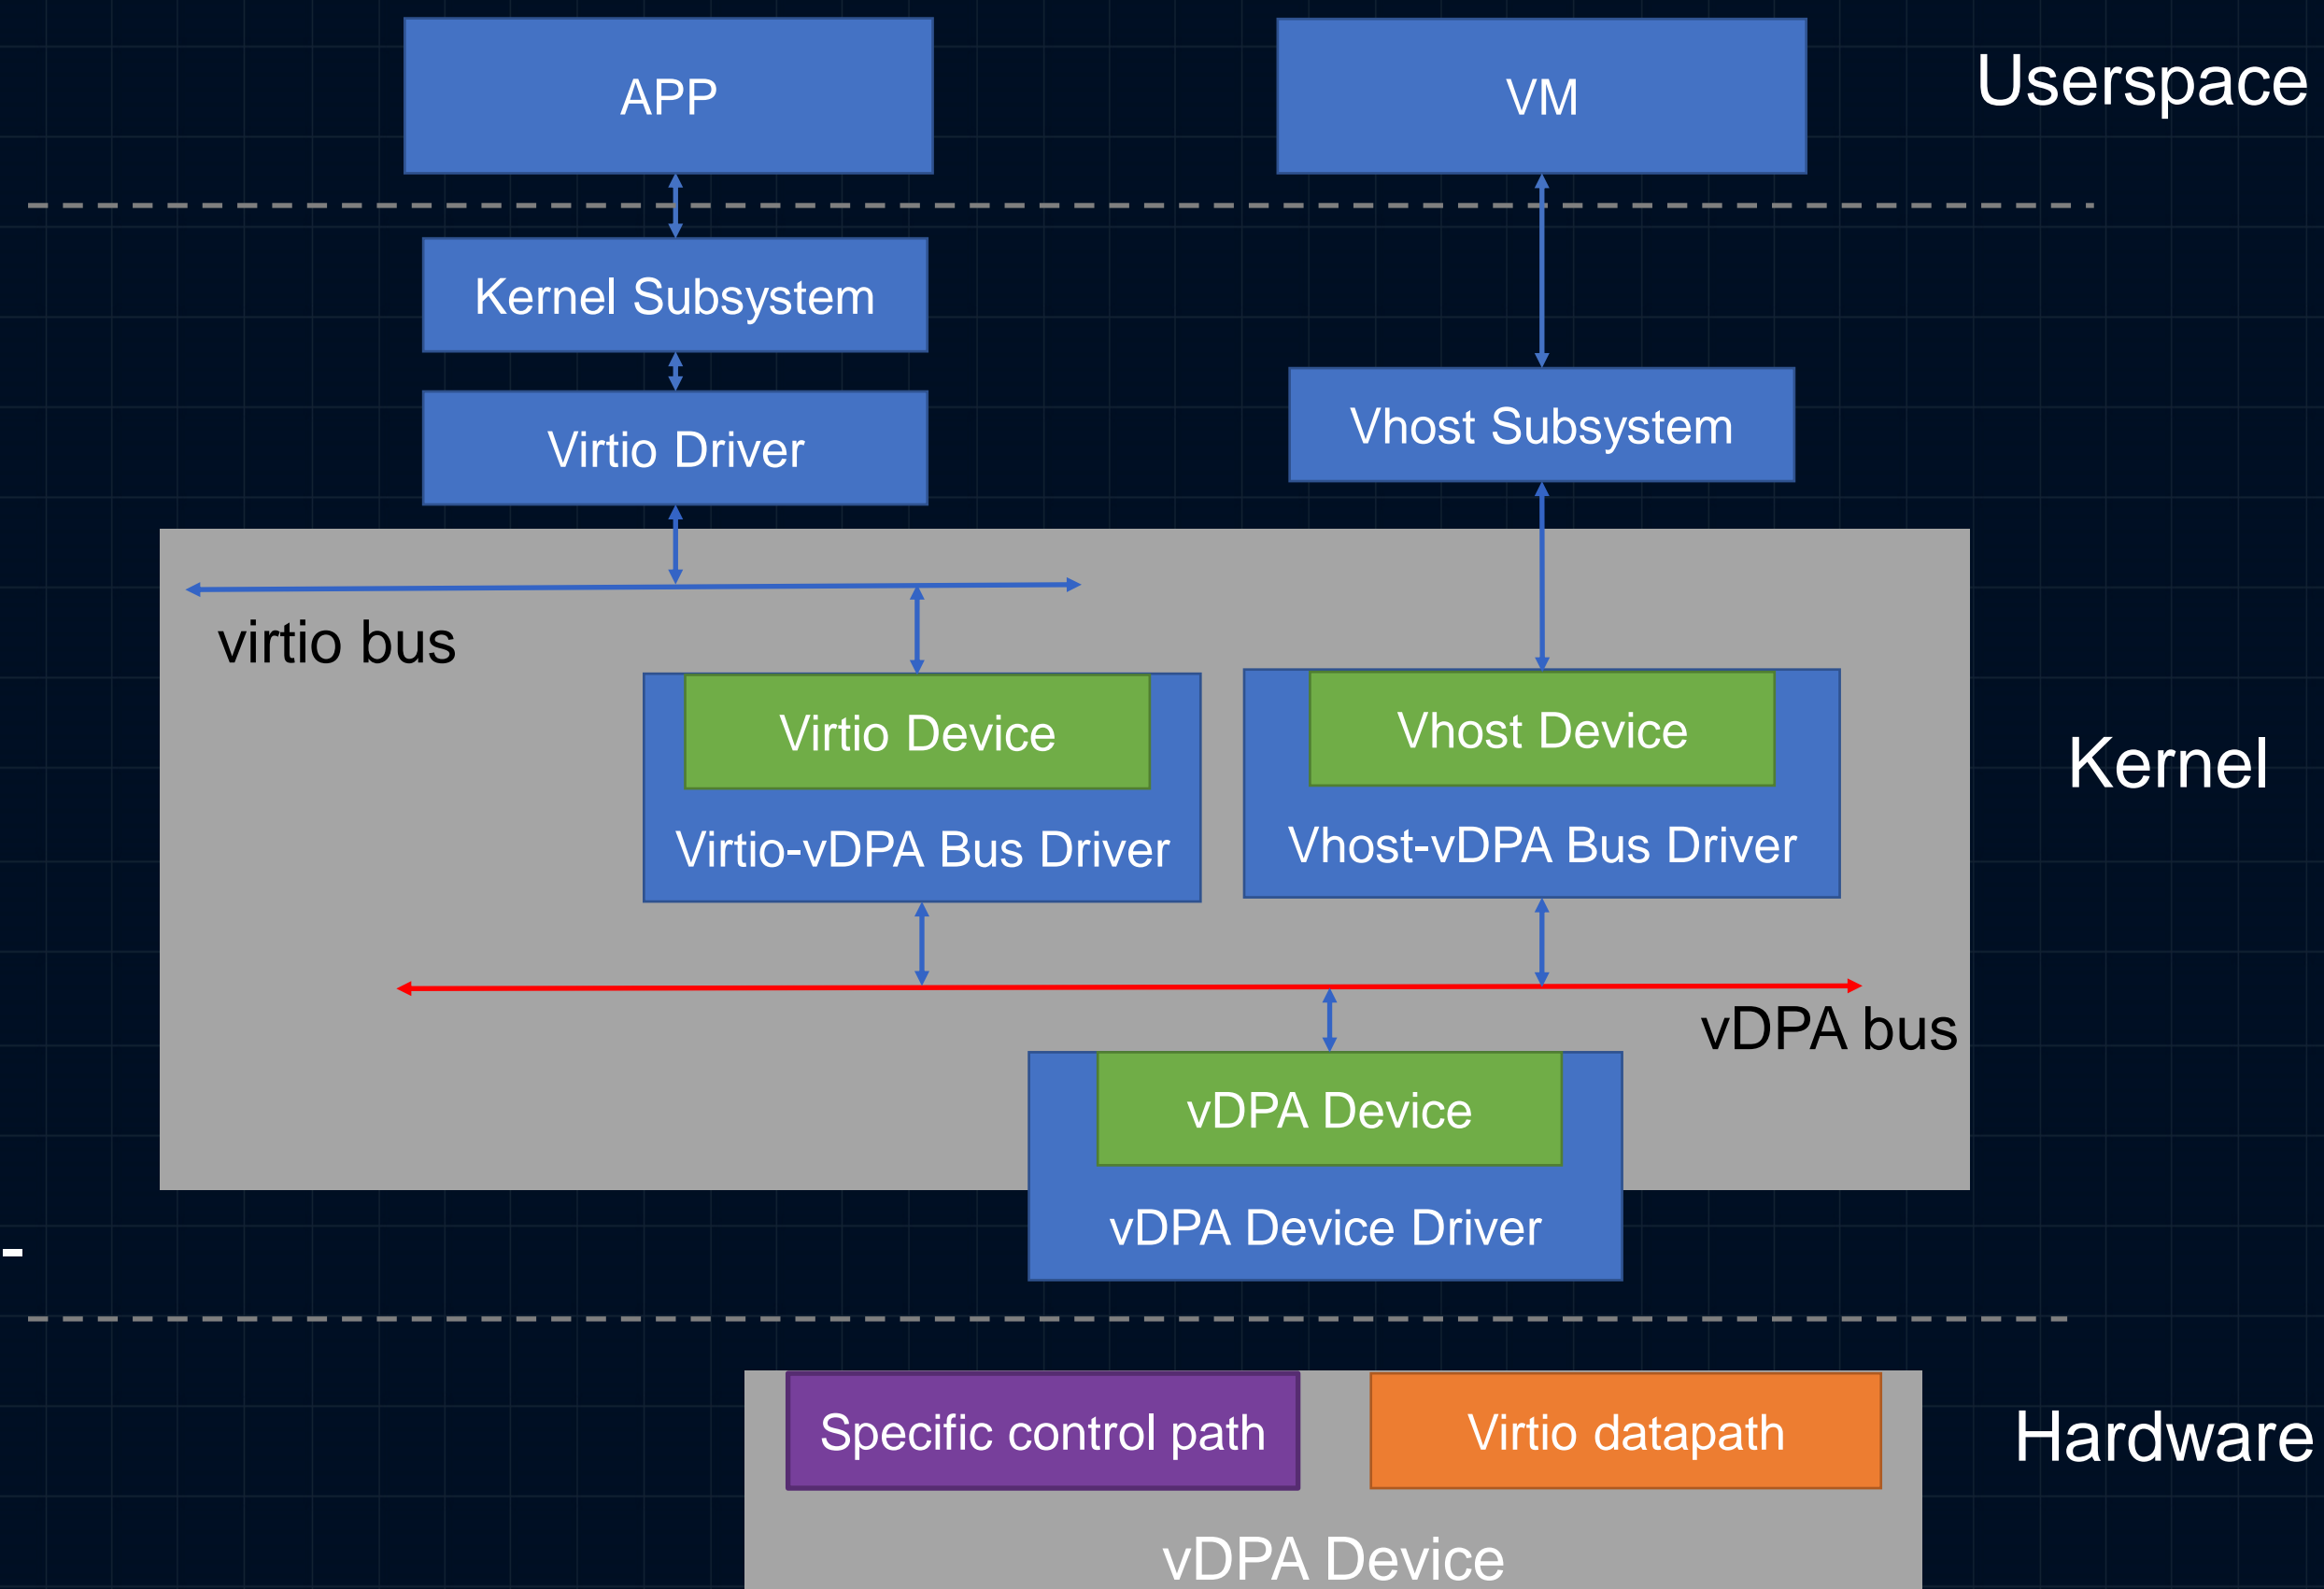 APP
VM
Userspace
Kernel Subsystem
Virtio Driver
Vhost Subsystem
virtio bus
Virtio Device
Vhost Device
Kernel
Virtio-vDPA Bus Driver
Vhost-vDPA Bus Driver
vDPA bus
vDPA Device
vDPA Device Driver
-
Specific control path
Virtio datapath
Hardware
vDPA Device